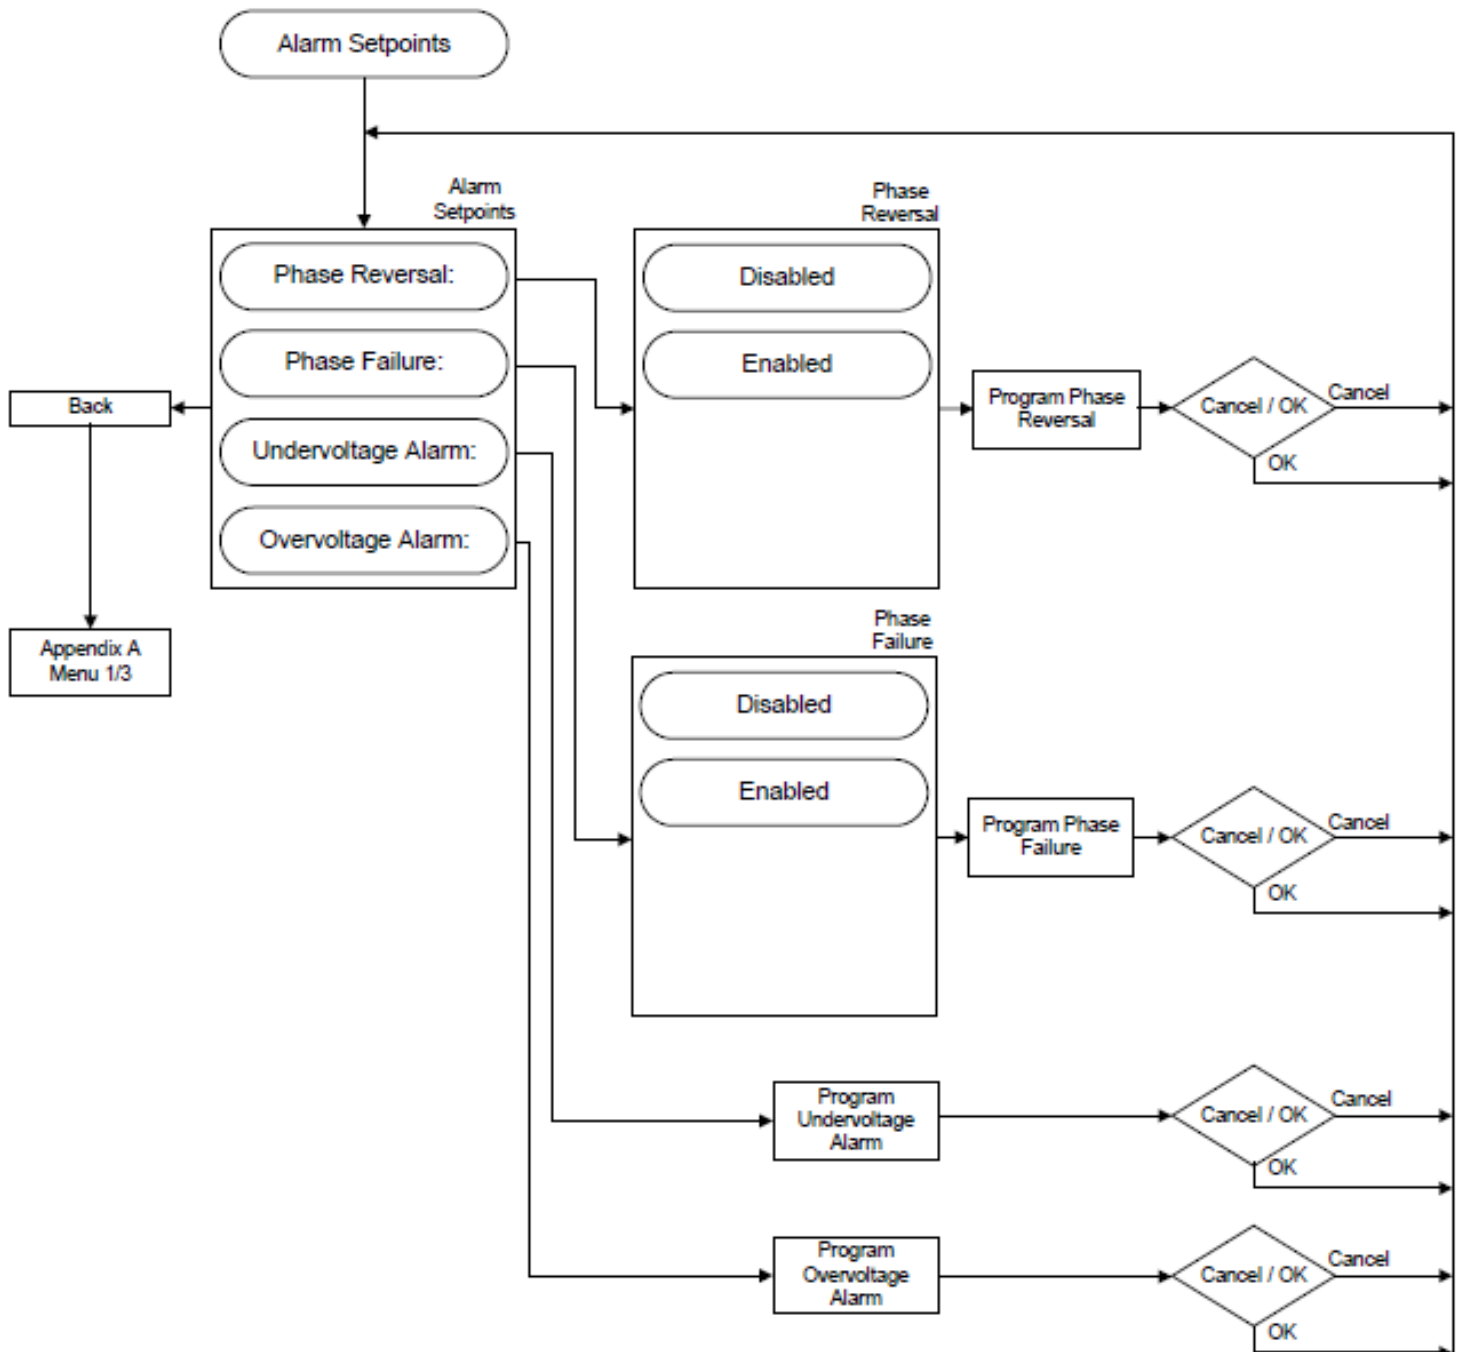 Alarm Setpoints
Alarm
Setpoints
Phase Reversal:
Phase Failure:
Undervoltage Alarm:
Overvoltage Alarm:
Back
Appendix A
Menu 1/3
Phase
Reversal
Disabled
Enabled
Program Phase
Reversal
Cancel / OK
Cancel
OK
Phase
Failure
Disabled
Enabled
Program Phase
Failure
Cancel / OK
Cancel
OK
Program
Undervoltage
Alarm
Cancel / OK
Cancel
OK
Program
Overvoltage
Alarm
Cancel / OK
Cancel
OK